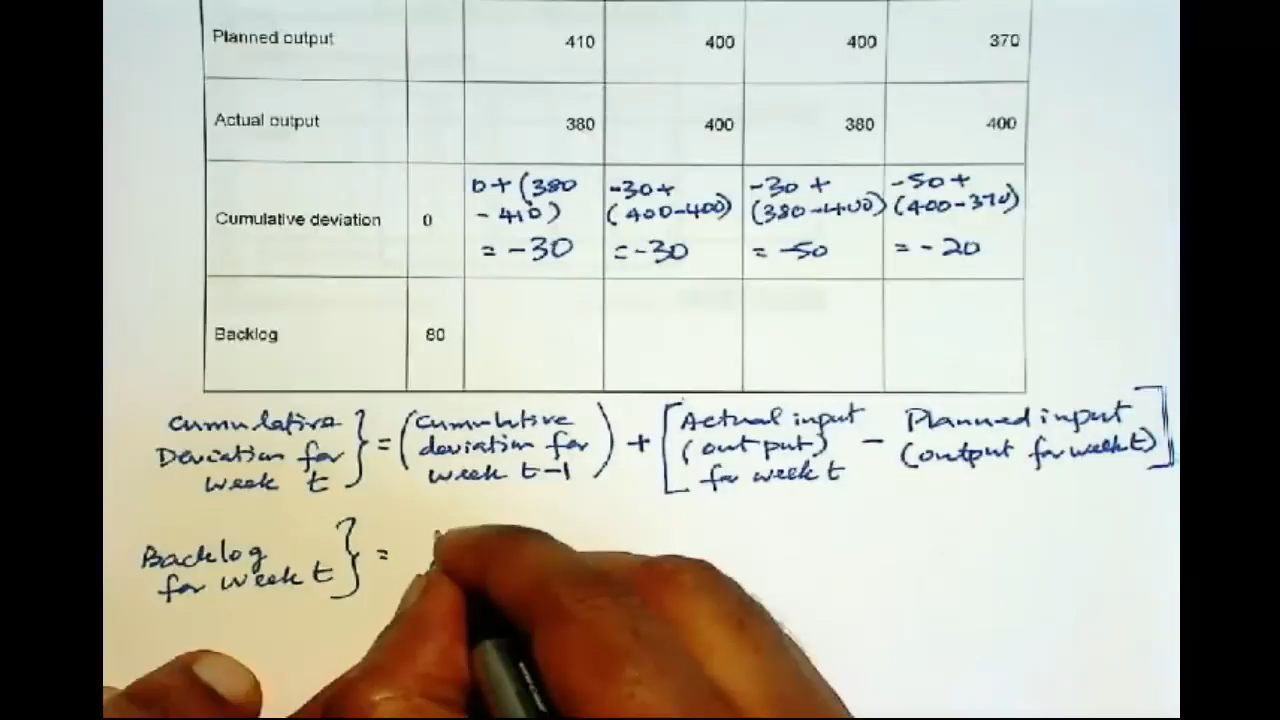 Planned output 410 400 400 370
Actual output 380 400 380 400
0+(380 -30+ -30+ -50+
-410) (400-400) (380-400) (400-370)
Cumulative deviation 0
=-30 =-30 =-50 =-20
Backlog 80
Cumulative
Deviation for
week t } = (Cumulative
deviation for
week t-1) + [Actual input
(output)
for week t - Planned input
(output for week t)]
Backlog
for week t } =